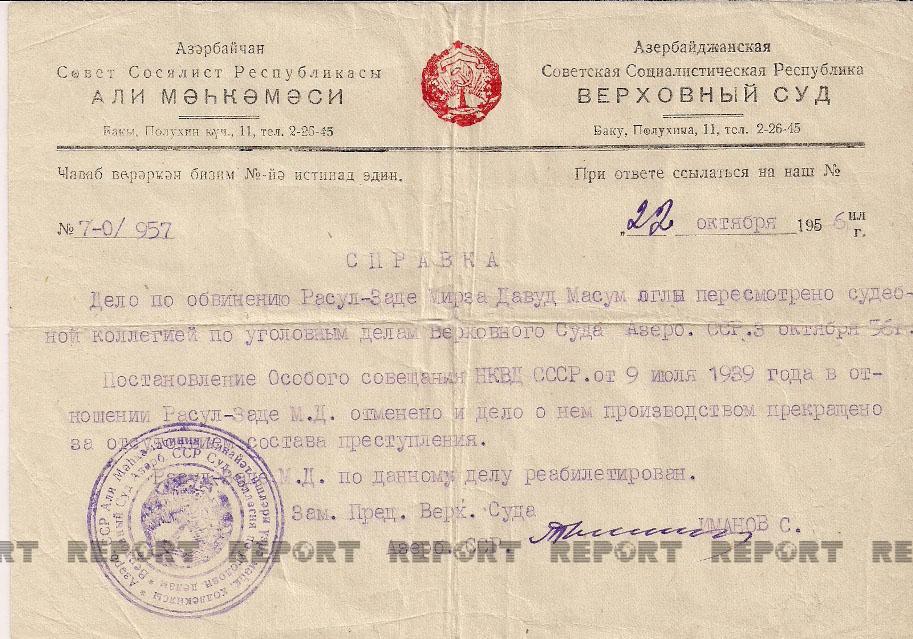 Азәрбайҹан
Совет Сосялист Республикасы
АЛИ МӘҺКӘМӘСИ
Бакы, Полухин күч., 11, тел. 2-26-45
Азербайджанская
Советская Социалистическая Республика
ВЕРХОВНЫЙ СУД
Баку, Полухина, 11, тел. 2-26-45
Ҹаваб верәркән бизим №-йә истинад един.
При ответе ссылаться на наш №
№ 7-0/ 957
„22 октября 1956 ил
г.
СПРАВКА
Дело по обвинению Расул-Заде Мирза Давуд Масум оглы пересмотрено судеб-
ной коллегией по уголовным делам Верховного Суда Азерб. ССР.3 октября 56г.
Постановление Особого совещания НКВД СССР.от 9 июля 1939 года в от-
ношении Расул-Заде М.Д. отменено и дело о нем производством прекращено
за отсутствием состава преступления.
Расул- М.Д. по данному делу реабилетирован.
Зам. Пред. Верх. Суда
Азерб. ССР.
ИМАНОВ С.
REPORT REPORT REPORT REPORT